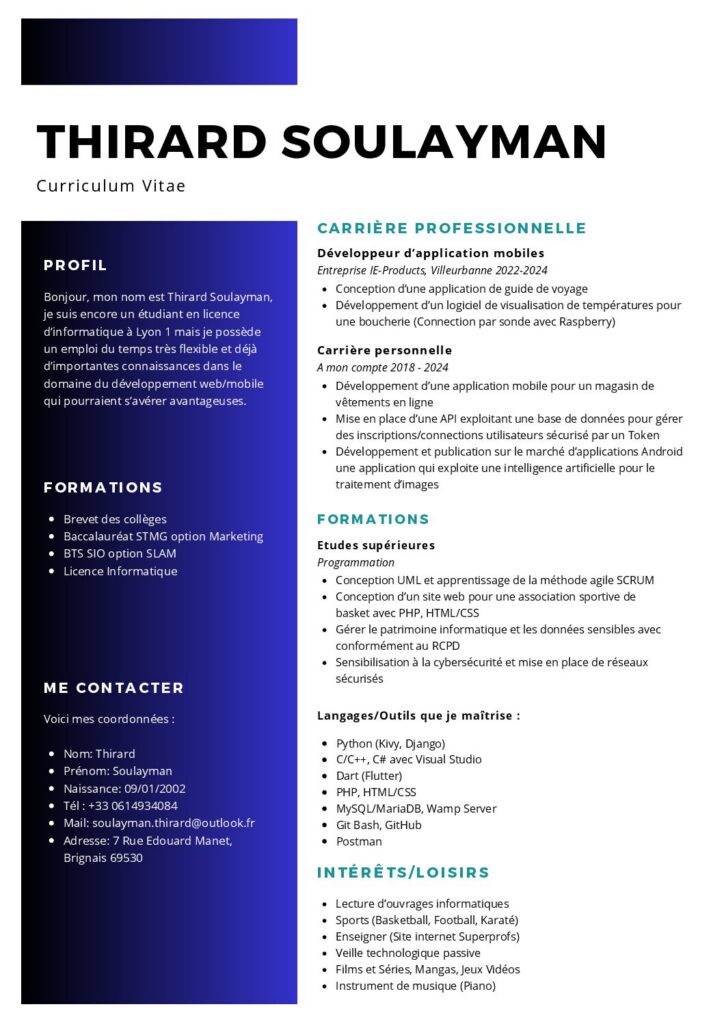 THIRARD SOULAYMAN
Curriculum Vitae
PROFIL
Bonjour, mon nom est Thirard Soulayman,
je suis encore un étudiant en licence
d'informatique à Lyon 1 mais je possède
un emploi du temps très flexible et déjà
d'importantes connaissances dans le
domaine du développement web/mobile
qui pourraient s'avérer avantageuses.
FORMATIONS
• Brevet des collèges
• Baccalauréat STMG option Marketing
• BTS SIO option SLAM
• Licence Informatique
ME CONTACTER
Voici mes coordonnées :
• Nom: Thirard
• Prénom: Soulayman
• Naissance: 09/01/2002
• Tél : +33 0614934084
• Mail: soulayman.thirard@outlook.fr
• Adresse: 7 Rue Edouard Manet,
Brignais 69530
CARRIÈRE PROFESSIONNELLE
Développeur d'application mobiles
Entreprise IE-Products, Villeurbanne 2022-2024
• Conception d'une application de guide de voyage
• Développement d'un logiciel de visualisation de températures pour
une boucherie (Connection par sonde avec Raspberry)
Carrière personnelle
A mon compte 2018 - 2024
• Développement d'une application mobile pour un magasin de
vêtements en ligne
• Mise en place d'une API exploitant une base de données pour gérer
des inscriptions/connections utilisateurs sécurisé par un Token
• Développement et publication sur le marché d'applications Android
une application qui exploite une intelligence artificielle pour le
traitement d'images
FORMATIONS
Etudes supérieures
Programmation
• Conception UML et apprentissage de la méthode agile SCRUM
• Conception d'un site web pour une association sportive de
basket avec PHP, HTML/CSS
• Gérer le patrimoine informatique et les données sensibles avec
conformément au RCPD
• Sensibilisation à la cybersécurité et mise en place de réseaux
sécurisés
Langages/Outils que je maîtrise :
• Python (Kivy, Django)
• C/C++, C# avec Visual Studio
• Dart (Flutter)
• PHP, HTML/CSS
• MySQL/MariaDB, Wamp Server
• Git Bash, GitHub
• Postman
INTÉRÊTS/LOISIRS
• Lecture d'ouvrages informatiques
• Sports (Basketball, Football, Karaté)
• Enseigner (Site internet Superprofs)
• Veille technologique passive
• Films et Séries, Mangas, Jeux Vidéos
• Instrument de musique (Piano)